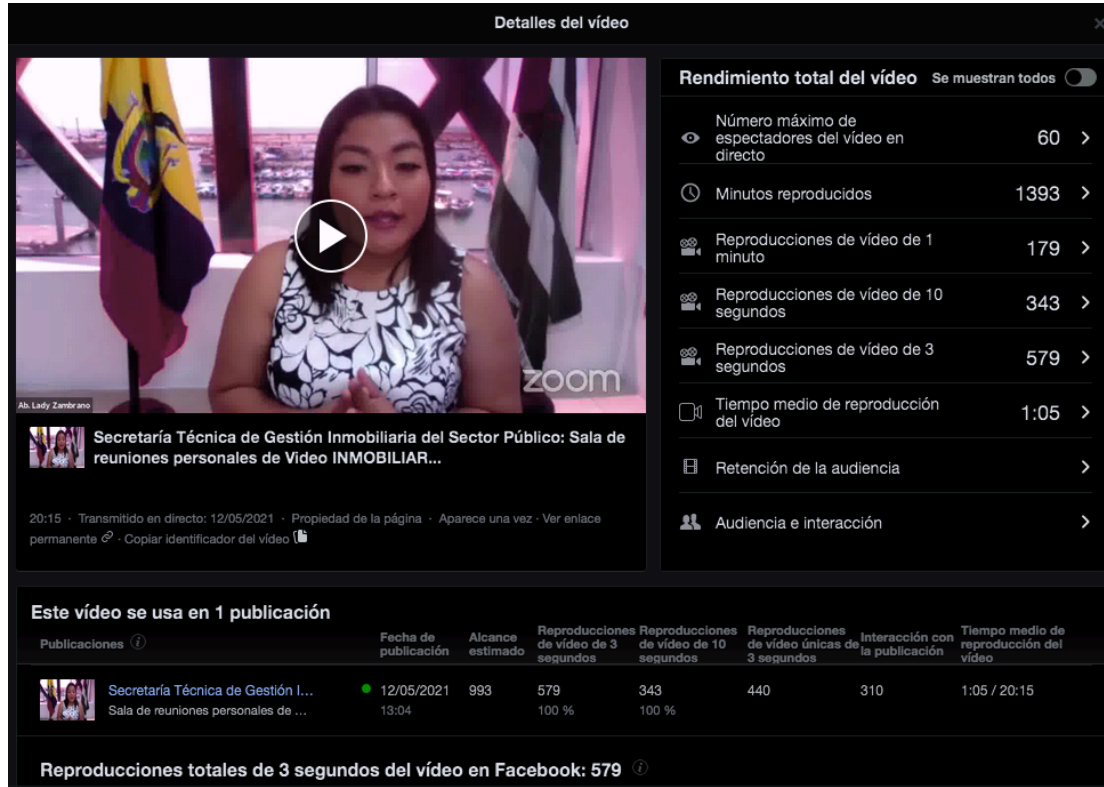 Detalles del vídeo
zoom
Ab. Lady Zambrano
Secretaría Técnica de Gestión Inmobiliaria del Sector Público: Sala de
reuniones personales de Video INMOBILIAR...
20:15 · Transmitido en directo: 12/05/2021 · Propiedad de la página · Aparece una vez · Ver enlace
permanente · Copiar identificador del vídeo
Rendimiento total del vídeo Se muestran todos
Número máximo de
espectadores del vídeo en
directo
60
Minutos reproducidos 1393
Reproducciones de vídeo de 1
minuto
179
Reproducciones de vídeo de 10
segundos
343
Reproducciones de vídeo de 3
segundos
579
Tiempo medio de reproducción
del vídeo
1:05
Retención de la audiencia
Audiencia e interacción
Este vídeo se usa en 1 publicación
Publicaciones
Fecha de
publicación
Alcance
estimado
Reproducciones
de vídeo de 3
segundos
Reproducciones
de vídeo de 10
segundos
Reproducciones
de vídeo únicas de
3 segundos
Interacción con
la publicación
Tiempo medio de
reproducción del
vídeo
Secretaría Técnica de Gestión I... 12/05/2021 993 579 343 440 310 1:05 / 20:15
Sala de reuniones personales de ... 13:04 100 % 100 %
Reproducciones totales de 3 segundos del vídeo en Facebook: 579